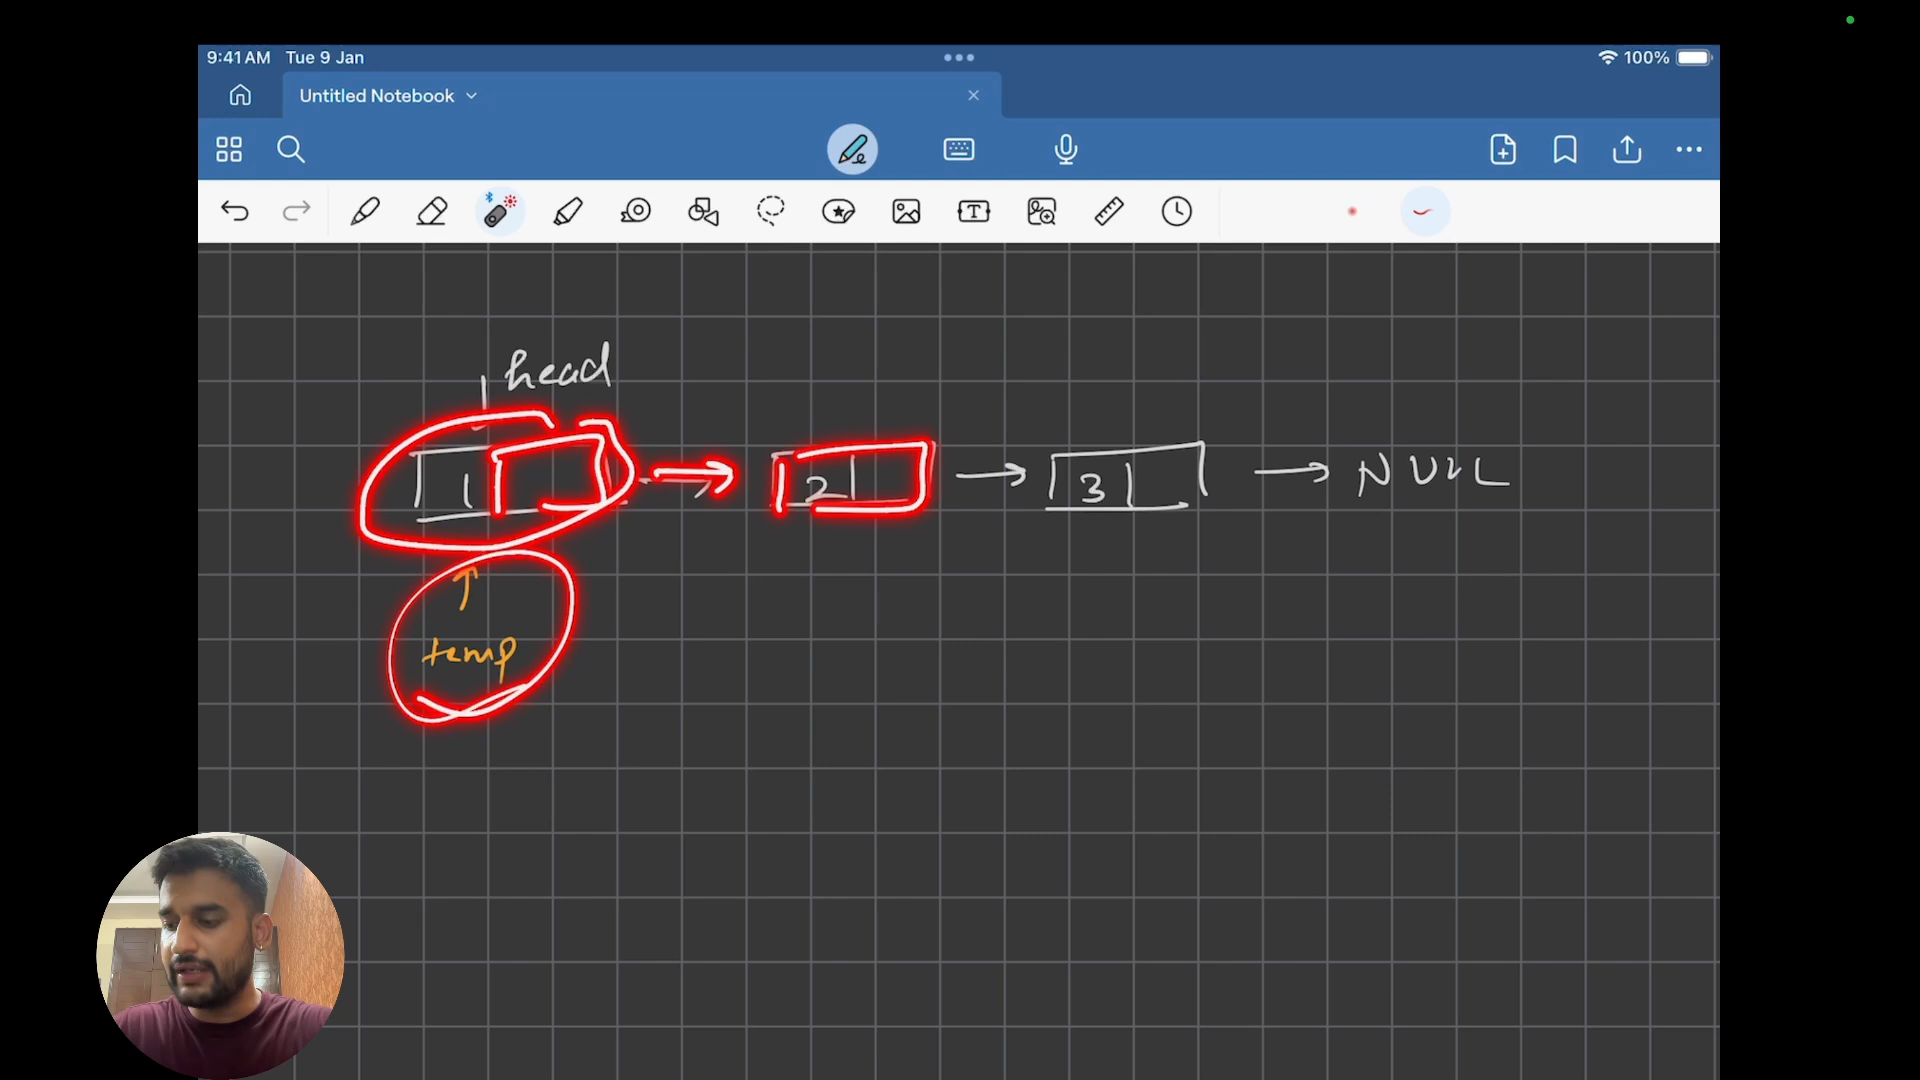 9:41 AM Tue 9 Jan
100%
Untitled Notebook
T
head
1 2 3 NULL
temp